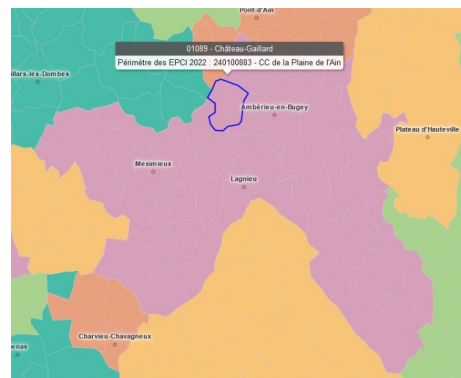 Pont-d'Ain
01089 - Château-Gaillard
Périmètre des EPCI 2022 : 240100883 - CC de la Plaine de l'Ain
llars-les-Dombes
Ambérieu-en-Bugey
Plateau d'Hauteville
Meximieux
Lagnieu
Charvieu-Chavagneux
enas